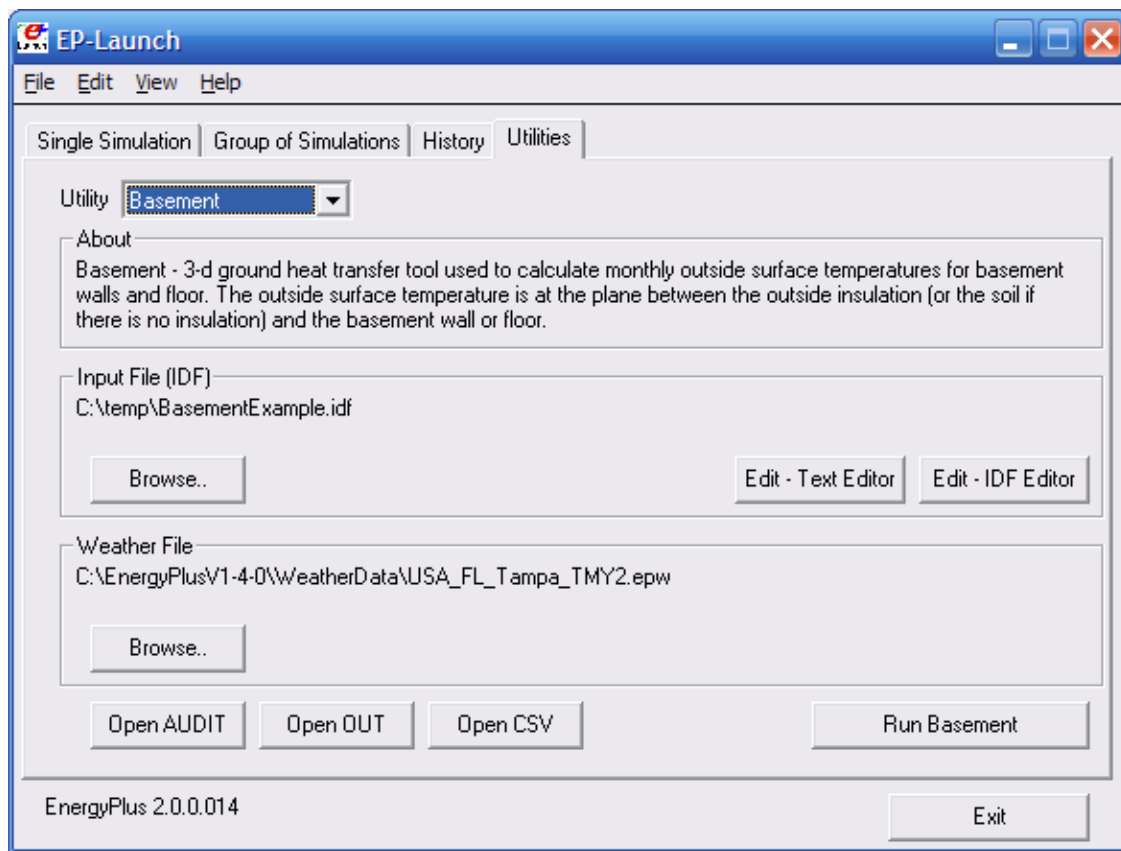 EP-Launch
File Edit View Help
Single Simulation Group of Simulations History Utilities
Utility Basement
About
Basement - 3-d ground heat transfer tool used to calculate monthly outside surface temperatures for basement
walls and floor. The outside surface temperature is at the plane between the outside insulation (or the soil if
there is no insulation) and the basement wall or floor.
Input File (IDF)
C:\temp\BasementExample.idf
Browse.. Edit - Text Editor Edit - IDF Editor
Weather File
C:\EnergyPlusV1-4-0\WeatherData\USA_FL_Tampa_TMY2.epw
Browse..
Open AUDIT Open OUT Open CSV Run Basement
EnergyPlus 2.0.0.014
Exit